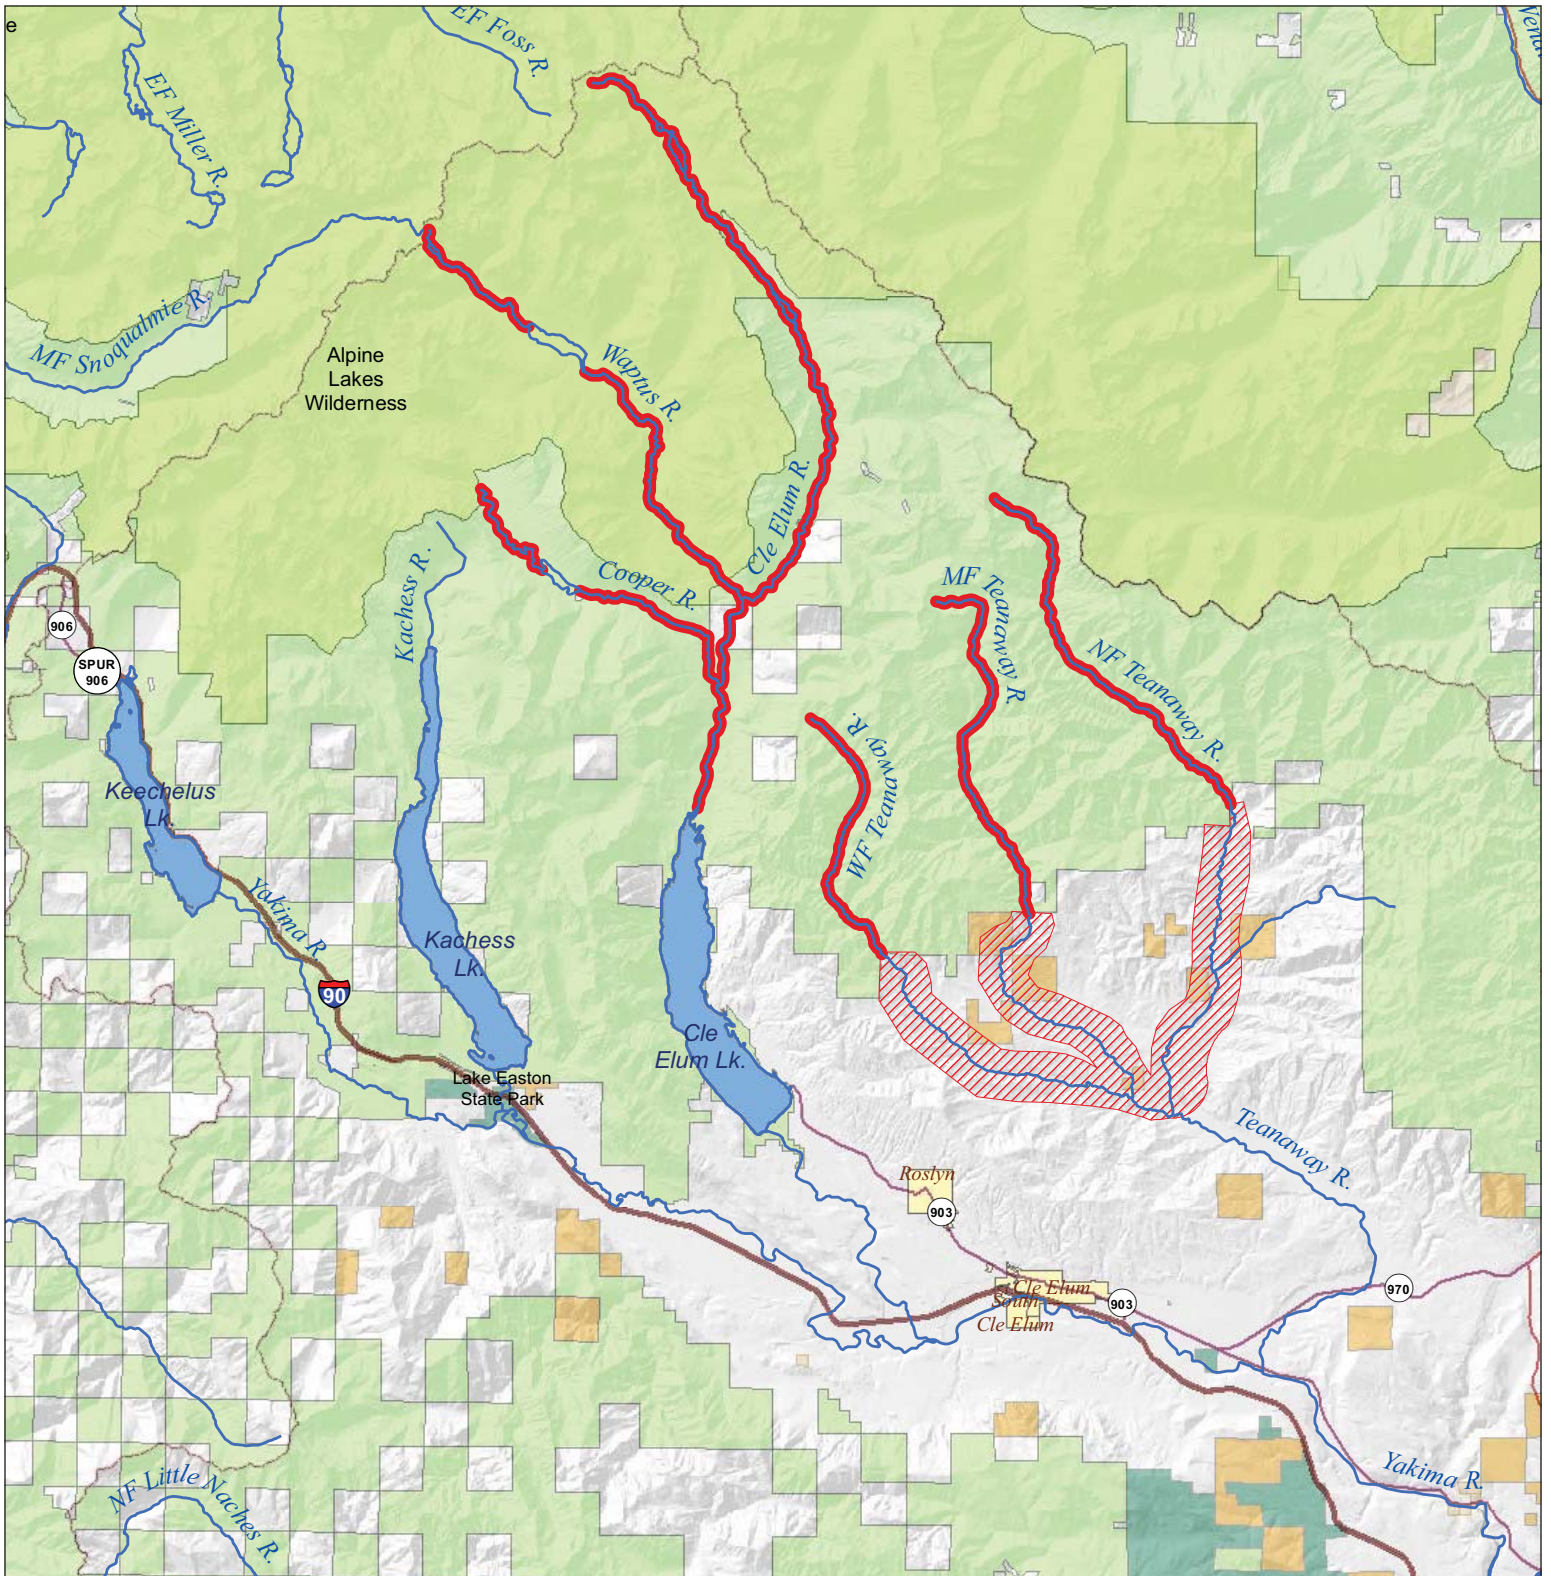 e
EF Foss R.
Wena
EF Miller R.
MF Snoqualmie R.
Alpine
Lakes
Wilderness
Waptus R.
Cle Elum R.
Kachess R.
Cooper R.
MF Teanaway R.
NF Teanaway R.
906
SPUR
906
WF Teanaway R.
Keechelus
Lk.
Yakima R.
Kachess
Lk.
90
Cle
Elum Lk.
Lake Easton
State Park
Teanaway R.
Roslyn
903
Cle Elum
South
Cle Elum
903
970
Yakima R.
NF Little Naches R.